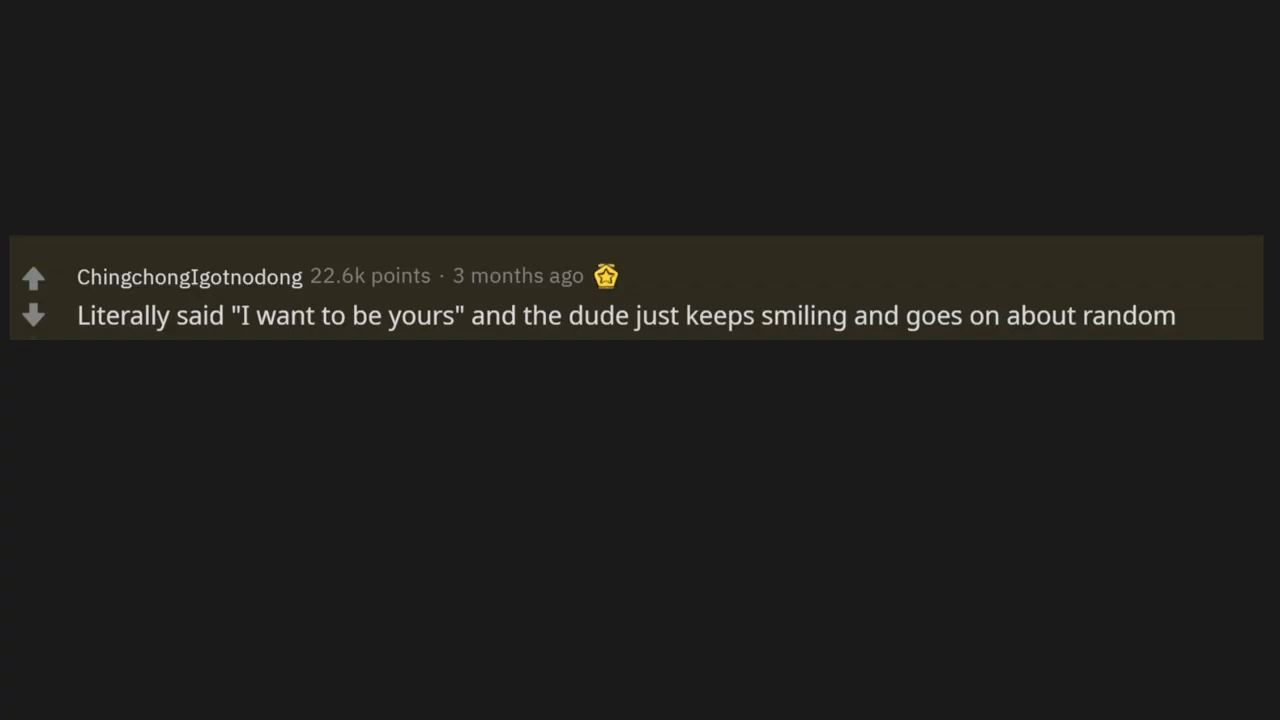 ChingchongIgotnodong 22.6k points · 3 months ago
Literally said "I want to be yours" and the dude just keeps smiling and goes on about random